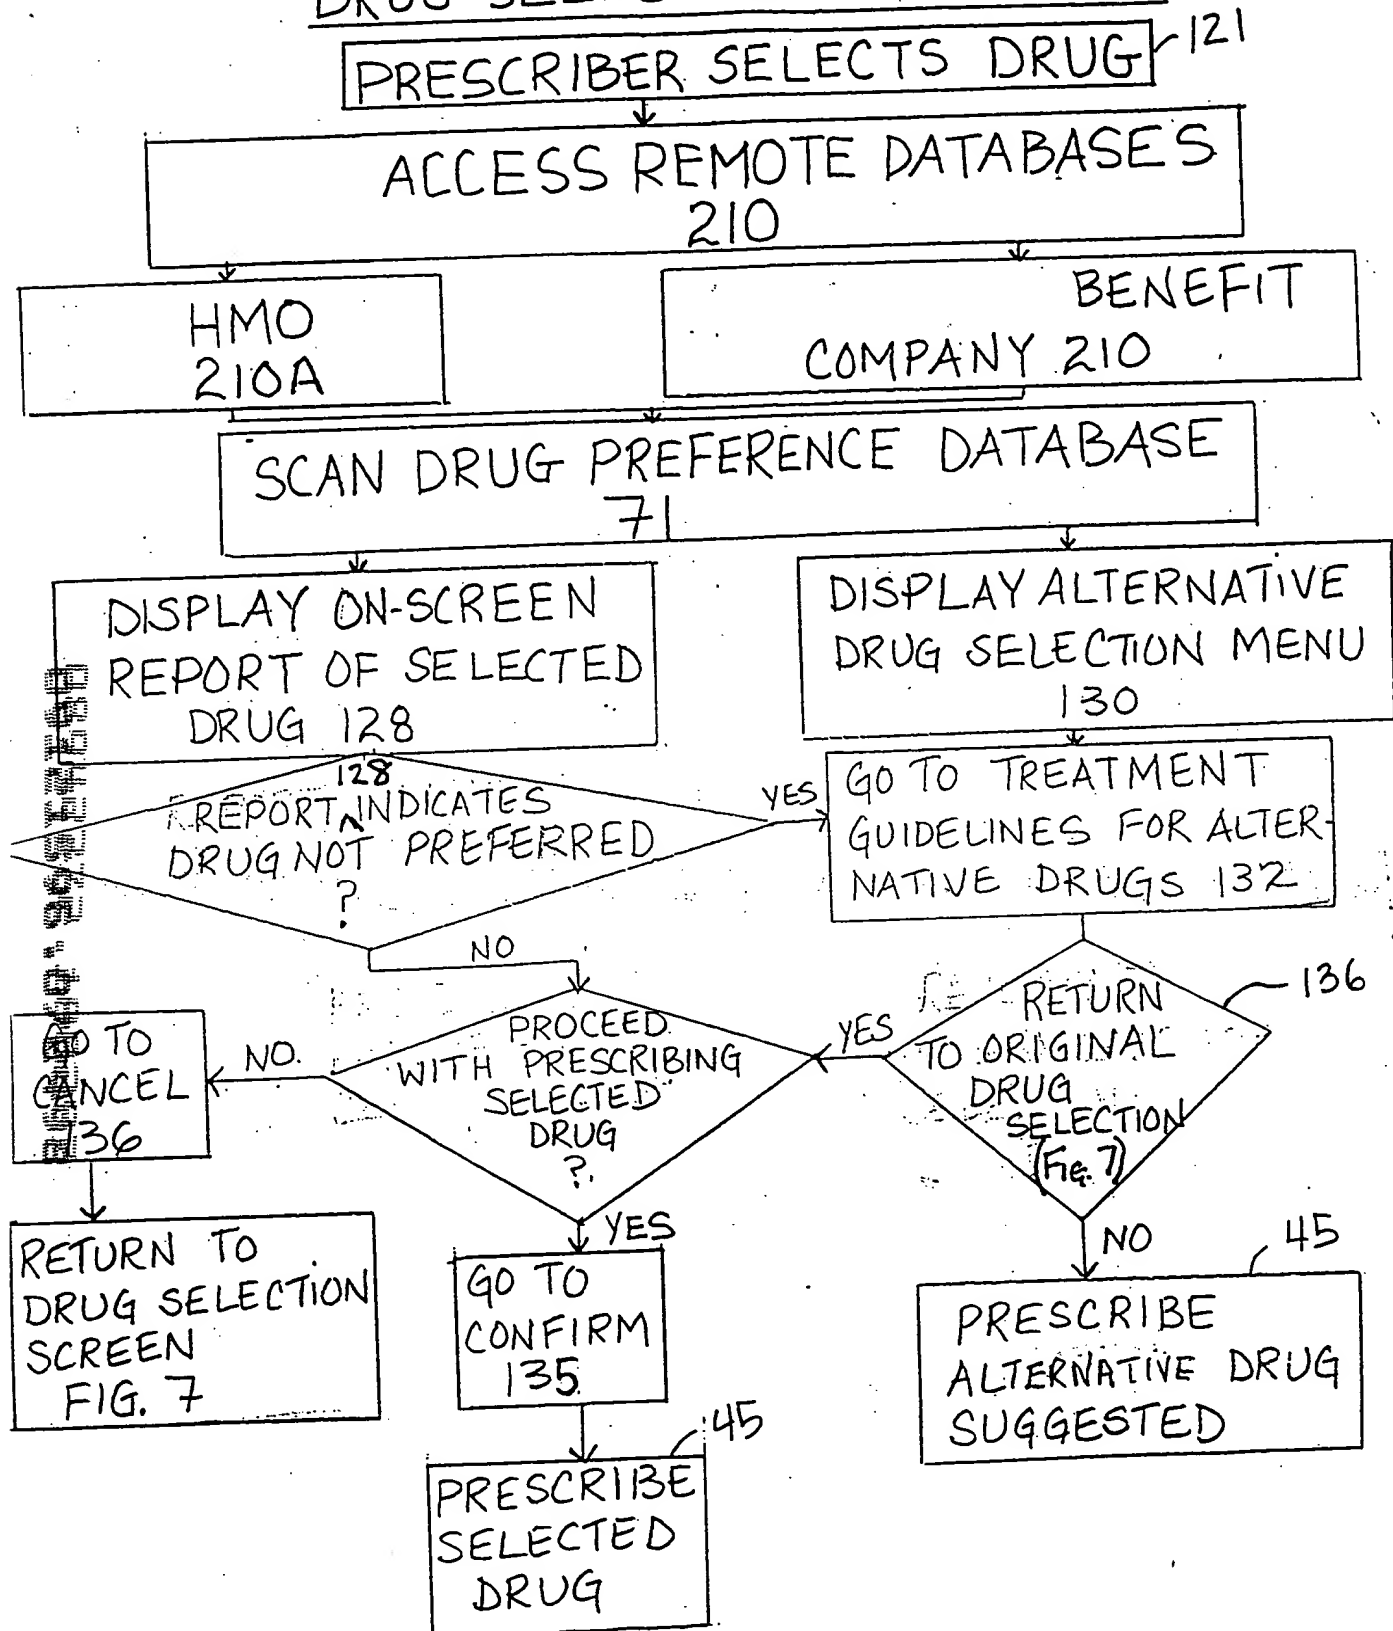 PRESCRIBER SELECTS DRUG
121
ACCESS REMOTE DATABASES
210
HMO
210A
BENEFIT
COMPANY 210
SCAN DRUG PREFERENCE DATABASE
71
DISPLAY ON-SCREEN
REPORT OF SELECTED
DRUG 128
DISPLAY ALTERNATIVE
DRUG SELECTION MENU
130
128
REPORT INDICATES
DRUG NOT PREFERRED
?
YES
GO TO TREATMENT
GUIDELINES FOR ALTER-
NATIVE DRUGS 132
NO
PROCEED
WITH PRESCRIBING
SELECTED
DRUG
?
YES
RETURN
TO ORIGINAL
DRUG
SELECTION
(FIG. 7)
136
NO.
GO TO
CANCEL
136
RETURN TO
DRUG SELECTION
SCREEN
FIG. 7
YES
GO TO
CONFIRM
135
45
PRESCRIBE
SELECTED
DRUG
NO
45
PRESCRIBE
ALTERNATIVE DRUG
SUGGESTED